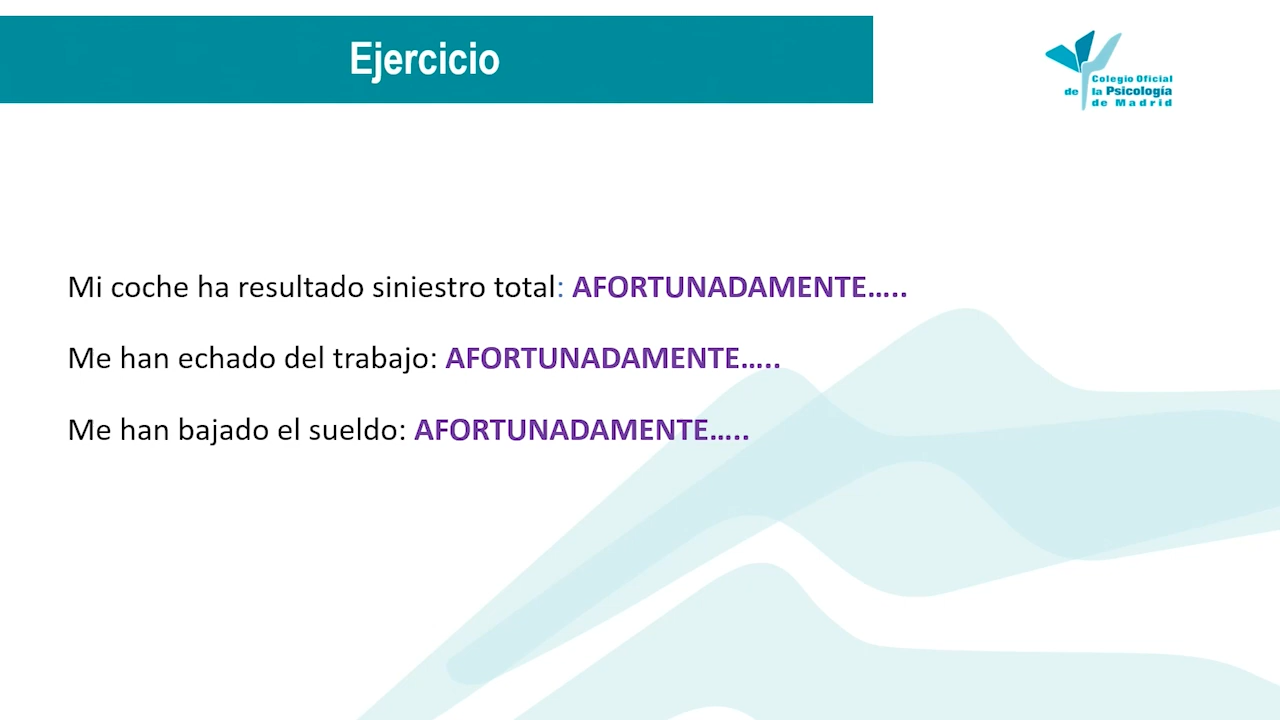 Ejercicio
Colegio Oficial
de la Psicología
de Madrid
Mi coche ha resultado siniestro total: AFORTUNADAMENTE…..
Me han echado del trabajo: AFORTUNADAMENTE…..
Me han bajado el sueldo: AFORTUNADAMENTE…..